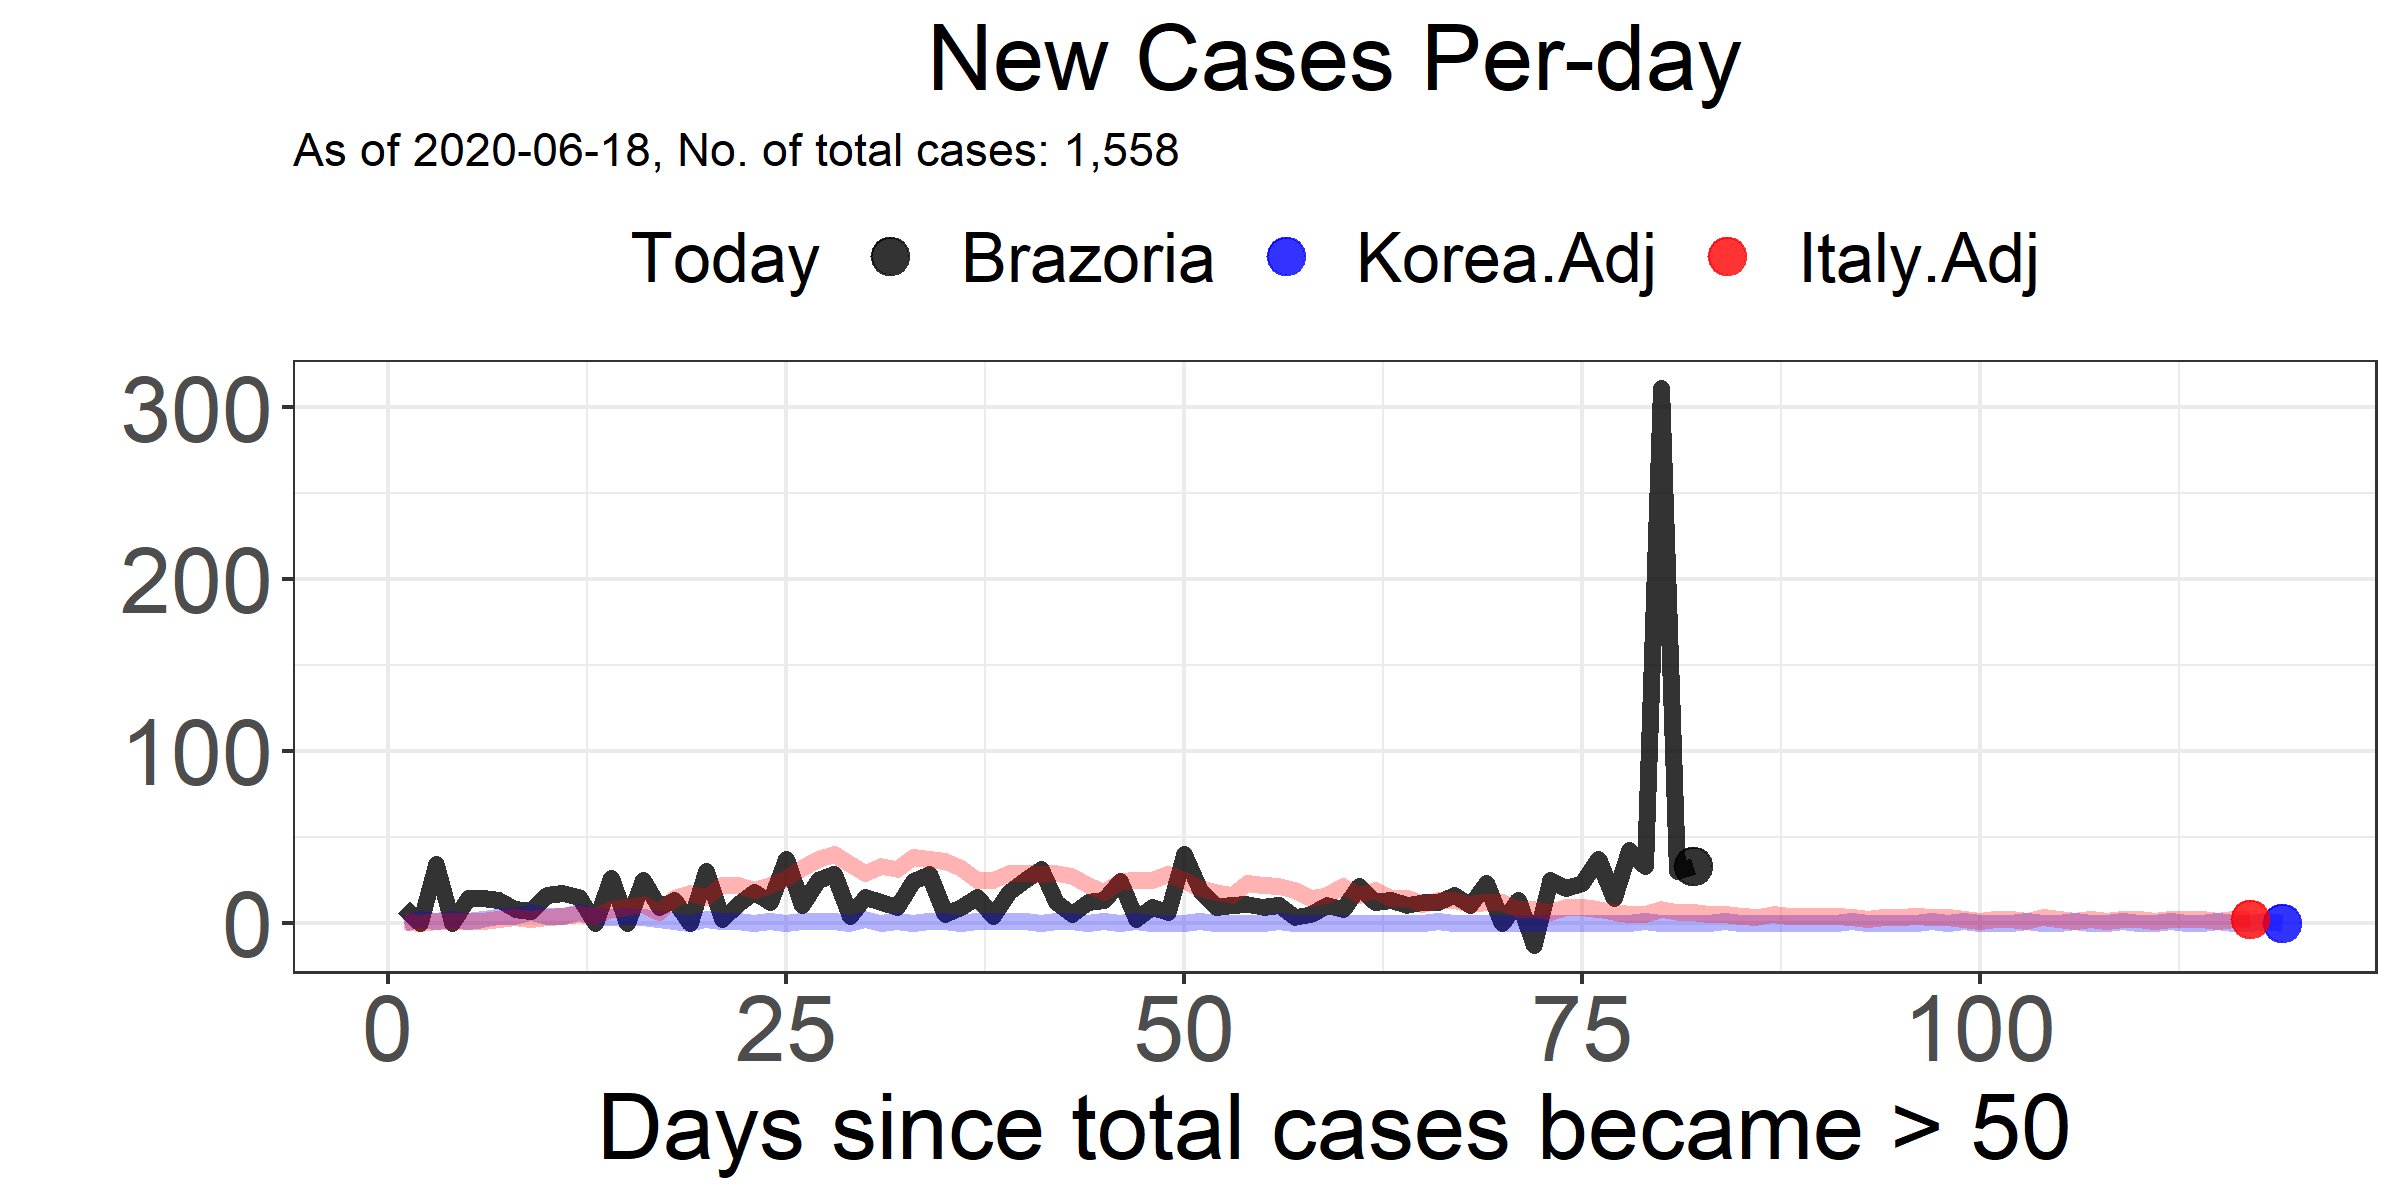 New Cases Per-day
As of 2020-06-18, No. of total cases: 1,558
Today Brazoria Korea.Adj Italy.Adj
300
200
100
0
0 25 50 75 100
Days since total cases became > 50